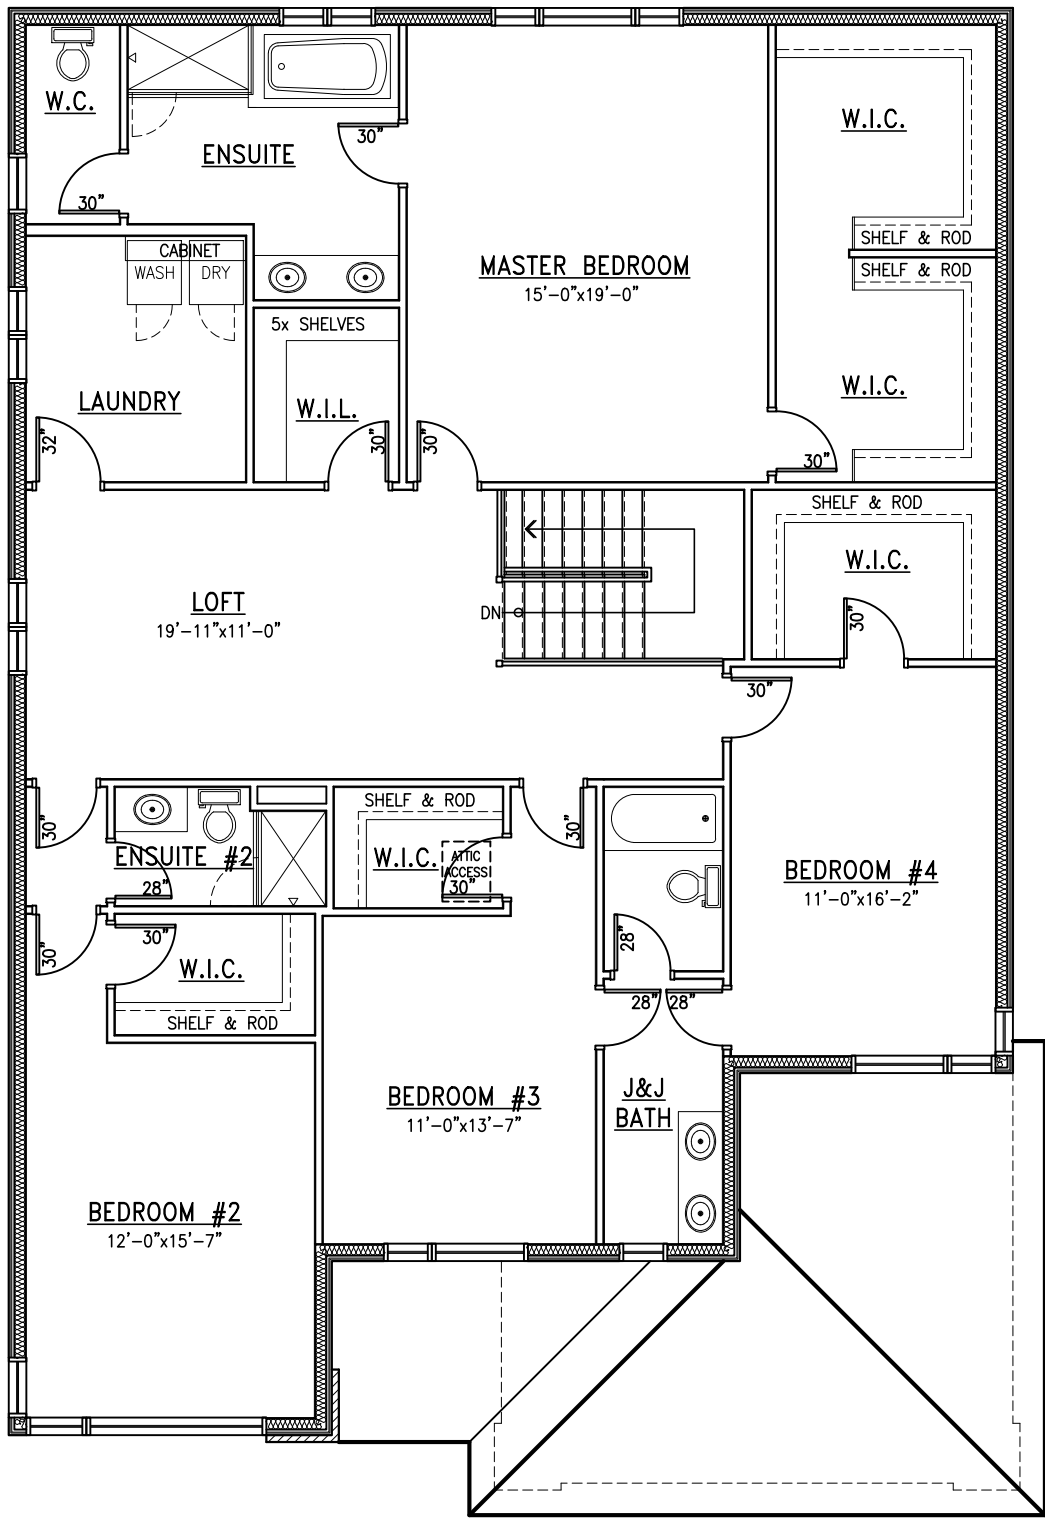 W.C.
30"
ENSUITE
30"
W.I.C.
SHELF & ROD
SHELF & ROD
W.I.C.
30"
CABINET
WASH
DRY
MASTER BEDROOM
15'-0"x19'-0"
5x SHELVES
LAUNDRY
W.I.L.
32"
30"
30"
SHELF & ROD
W.I.C.
30"
LOFT
19'-11"x11'-0"
DN
30"
30"
ENSUITE #2
28"
SHELF & ROD
W.I.C.
ATTIC
ACCESS
30"
30"
BEDROOM #4
11'-0"x16'-2"
30"
30"
W.I.C.
SHELF & ROD
28"
28"
28"
BEDROOM #3
11'-0"x13'-7"
J&J
BATH
BEDROOM #2
12'-0"x15'-7"